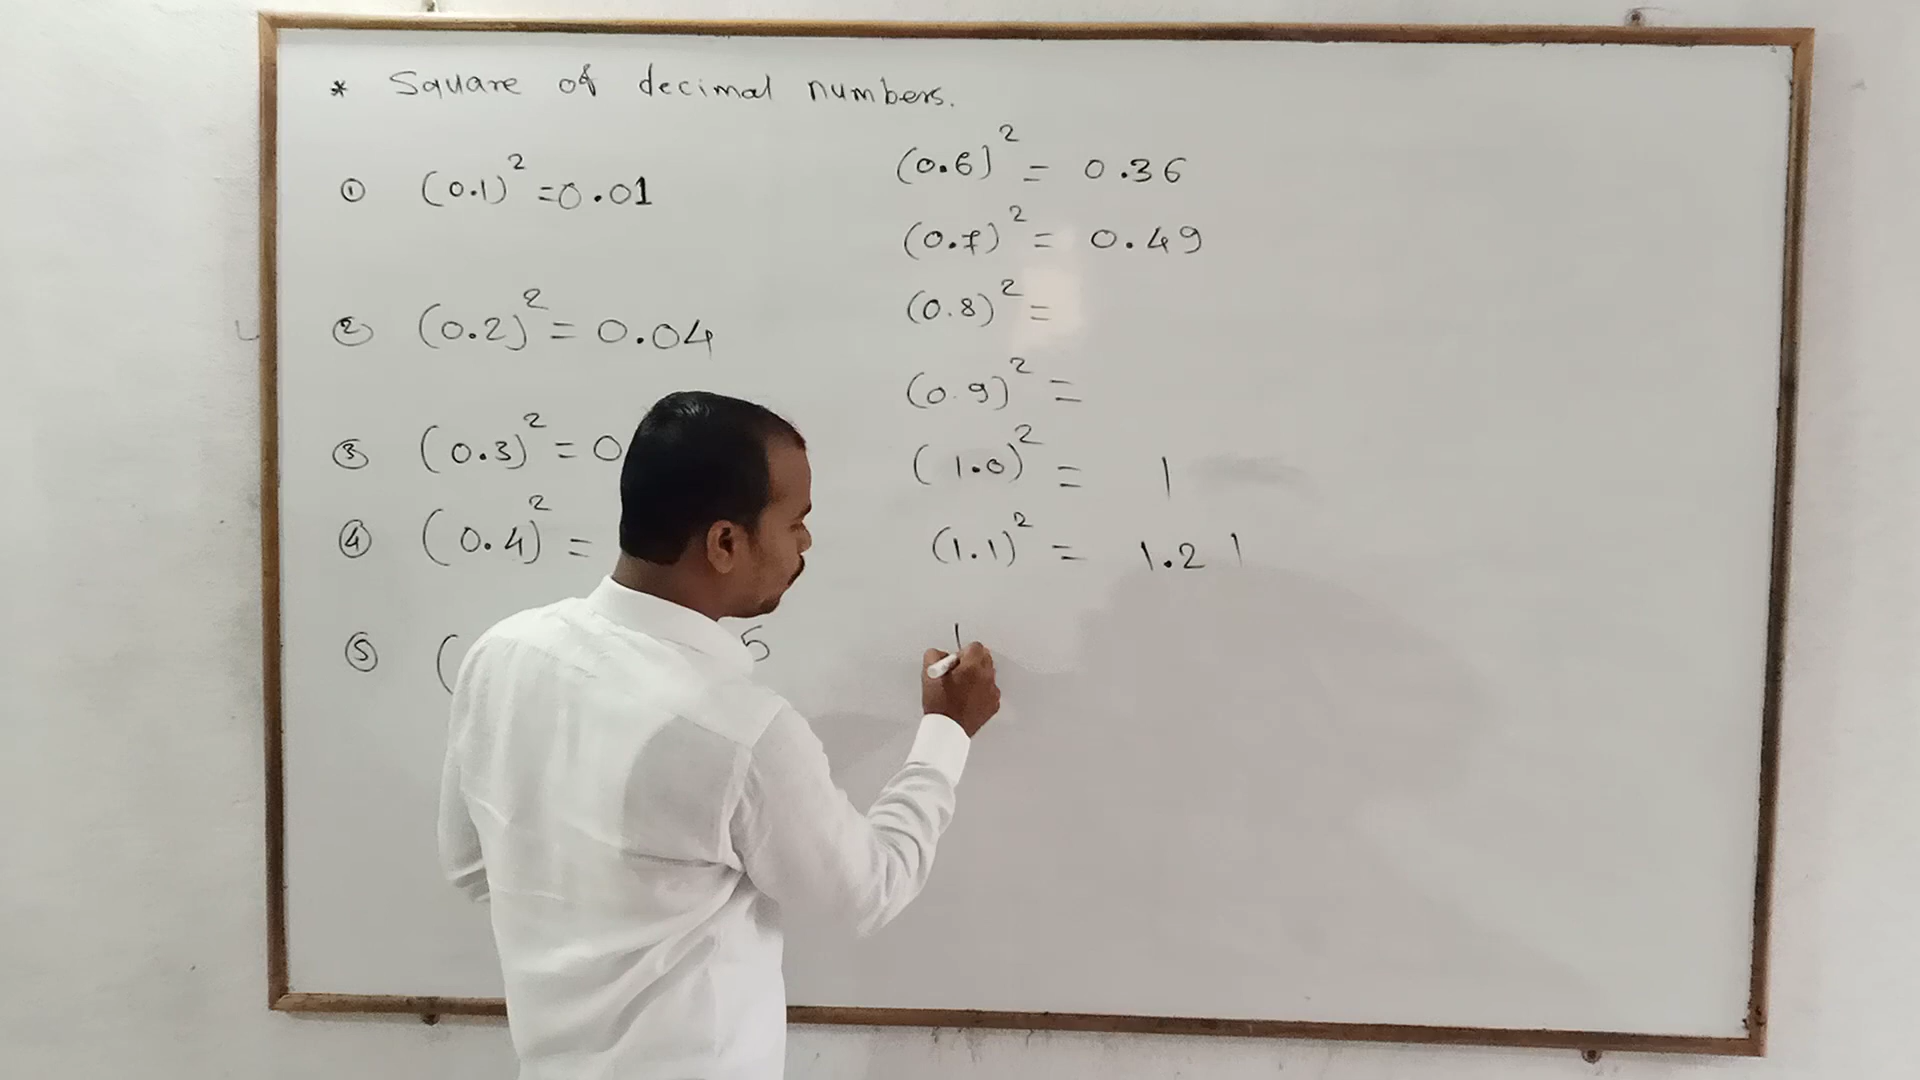 * Square of decimal numbers.
① (0.1)² = 0.01
② (0.2)² = 0.04
③ (0.3)² = 0
④ (0.4)² =
⑤ ( 5
(0.6)² = 0.36
(0.7)² = 0.49
(0.8)² =
(0.9)² =
(1.0)² = 1
(1.1)² = 1.21
1